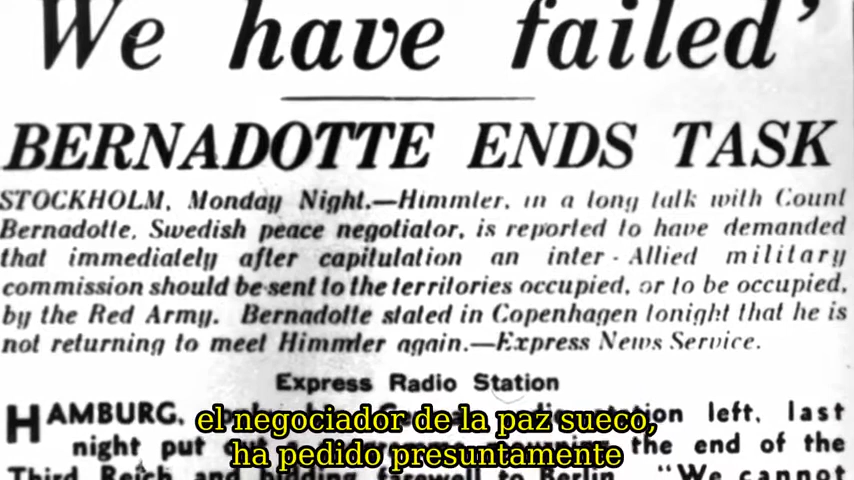 We have failed'
BERNADOTTE ENDS TASK
STOCKHOLM, Monday Night.—Himmler, in a long talk with Count
Bernadotte, Swedish peace negotiator, is reported to have demanded
that immediately after capitulation an inter-Allied military
commission should be sent to the territories occupied, or to be occupied,
by the Red Army. Bernadotte stated in Copenhagen tonight that he is
not returning to meet Himmler again.—Express News Service.
Express Radio Station
HAMBURG, left, last
night put the end of the
Third Reich and bidding farewell to Berlin. "We cannot
el negociador de la paz sueco,
ha pedido presuntamente